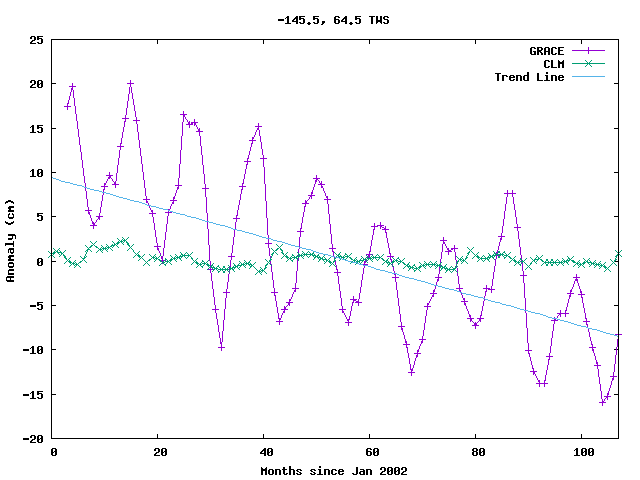 -145.5, 64.5 TWS
GRACE
CLM
Trend Line
25
20
15
10
5
0
-5
-10
-15
-20
Anomaly (cm)
0 20 40 60 80 100
Months since Jan 2002